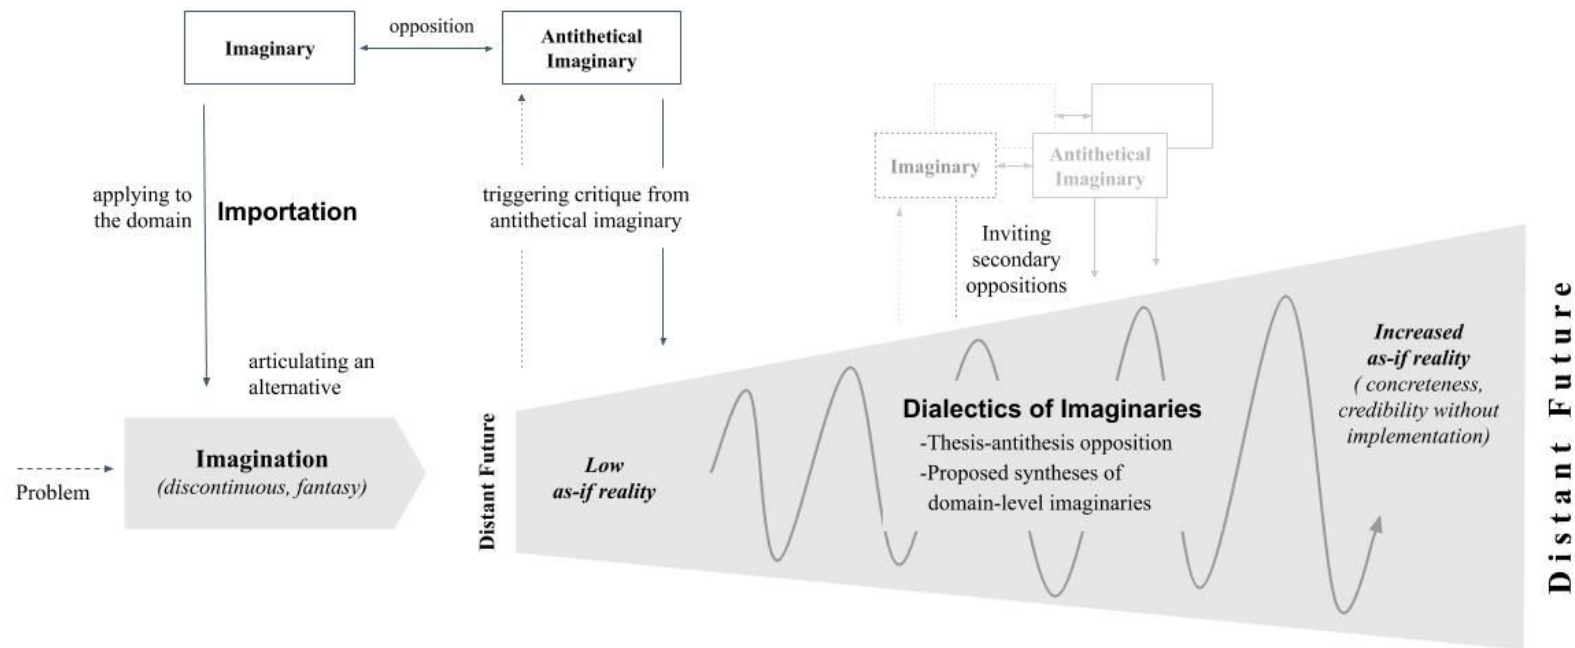 Imaginary
opposition
Antithetical
Imaginary
applying to
the domain
Importation
triggering critique from
antithetical imaginary
Imaginary
Antithetical
Imaginary
Inviting
secondary
oppositions
articulating an
alternative
Problem
Imagination
(discontinuous, fantasy)
Distant Future
Low
as-if reality
Dialectics of Imaginaries
-Thesis-antithesis opposition
-Proposed syntheses of
domain-level imaginaries
Increased
as-if reality
( concreteness,
credibility without
implementation)
Distant Future